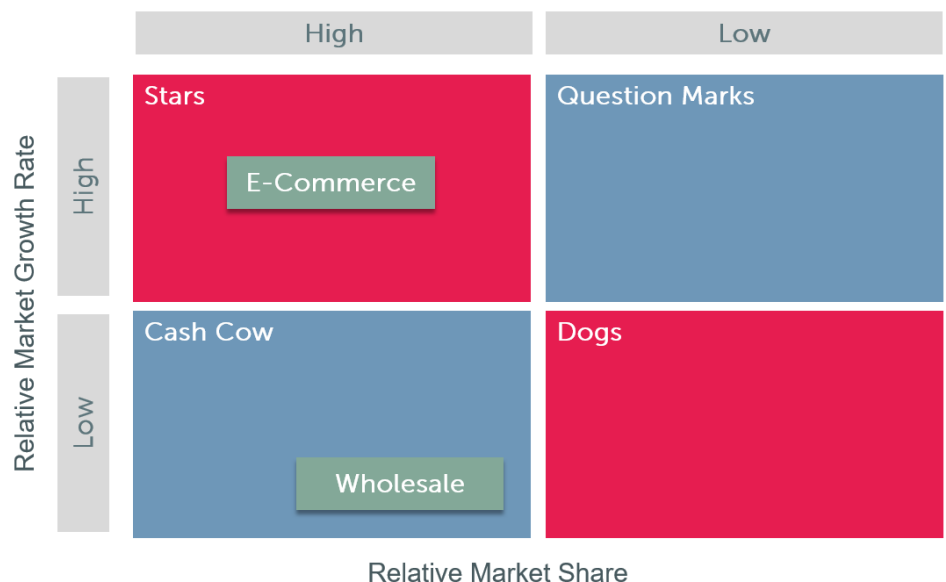 High
Low
Relative Market Growth Rate
High
Stars
E-Commerce
Question Marks
Low
Cash Cow
Wholesale
Dogs
Relative Market Share